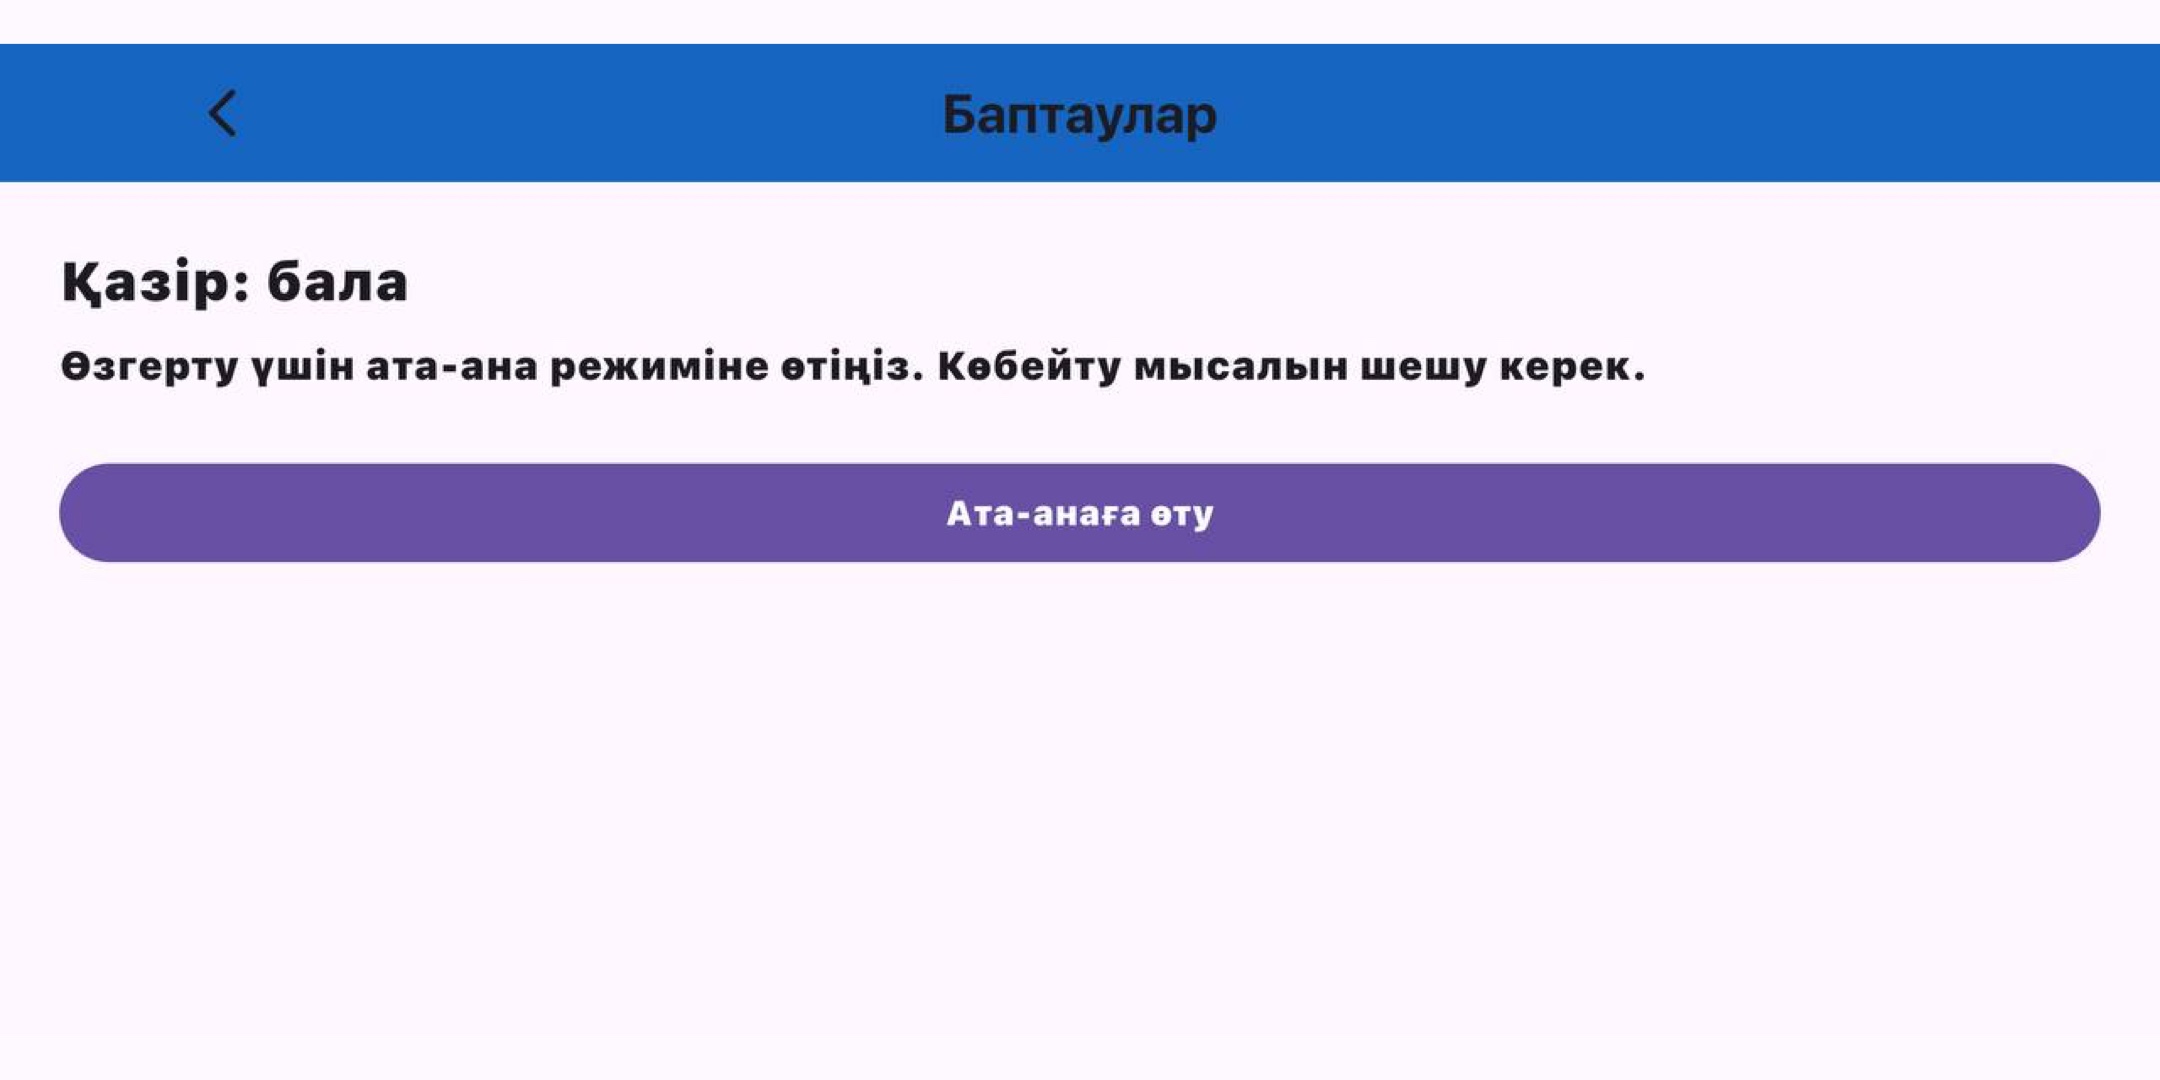 Баптаулар
Қазір: бала
Өзгерту үшін ата-ана режиміне өтіңіз. Көбейту мысалын шешу керек.
Ата-анаға өту